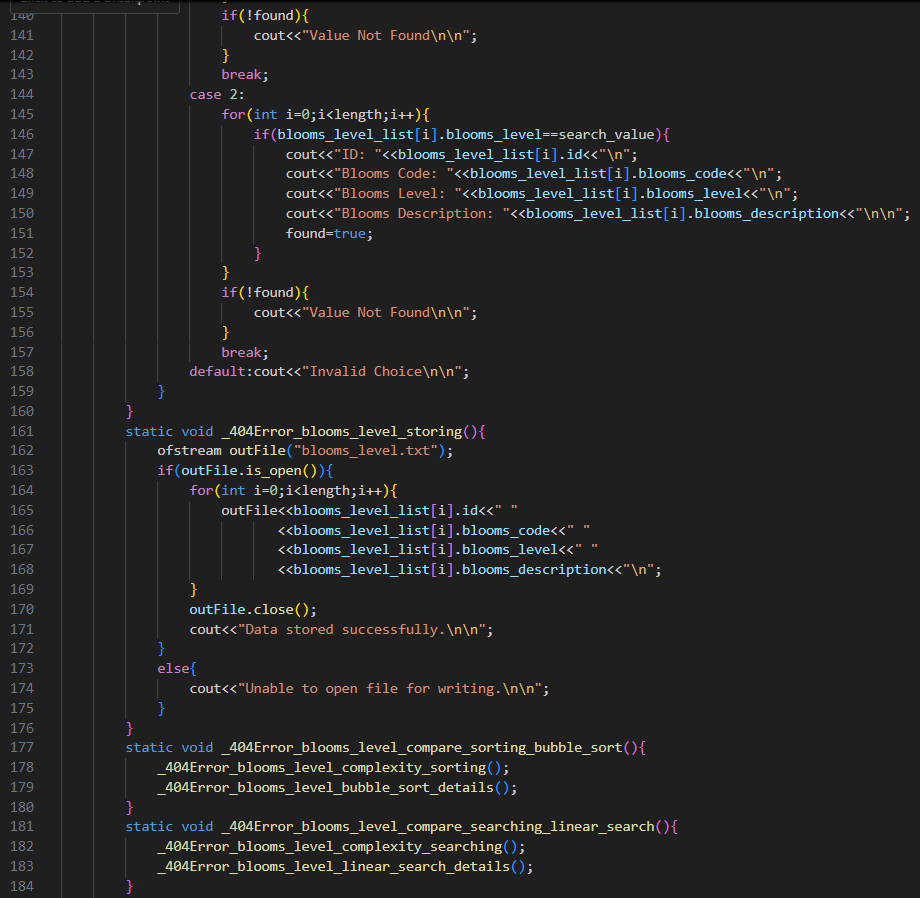 140 if(!found){
141 cout<<"Value Not Found\n\n";
142 }
143 break;
144 case 2:
145 for(int i=0;i<length;i++){
146 if(blooms_level_list[i].blooms_level==search_value){
147 cout<<"ID: "<<blooms_level_list[i].id<<"\n";
148 cout<<"Blooms Code: "<<blooms_level_list[i].blooms_code<<"\n";
149 cout<<"Blooms Level: "<<blooms_level_list[i].blooms_level<<"\n";
150 cout<<"Blooms Description: "<<blooms_level_list[i].blooms_description<<"\n\n";
151 found=true;
152 }
153 }
154 if(!found){
155 cout<<"Value Not Found\n\n";
156 }
157 break;
158 default:cout<<"Invalid Choice\n\n";
159 }
160 }
161 static void _404Error_blooms_level_storing(){
162 ofstream outFile("blooms_level.txt");
163 if(outFile.is_open()){
164 for(int i=0;i<length;i++){
165 outFile<<blooms_level_list[i].id<<" "
166 <<blooms_level_list[i].blooms_code<<" "
167 <<blooms_level_list[i].blooms_level<<" "
168 <<blooms_level_list[i].blooms_description<<"\n";
169 }
170 outFile.close();
171 cout<<"Data stored successfully.\n\n";
172 }
173 else{
174 cout<<"Unable to open file for writing.\n\n";
175 }
176 }
177 static void _404Error_blooms_level_compare_sorting_bubble_sort(){
178 _404Error_blooms_level_complexity_sorting();
179 _404Error_blooms_level_bubble_sort_details();
180 }
181 static void _404Error_blooms_level_compare_searching_linear_search(){
182 _404Error_blooms_level_complexity_searching();
183 _404Error_blooms_level_linear_search_details();
184 }